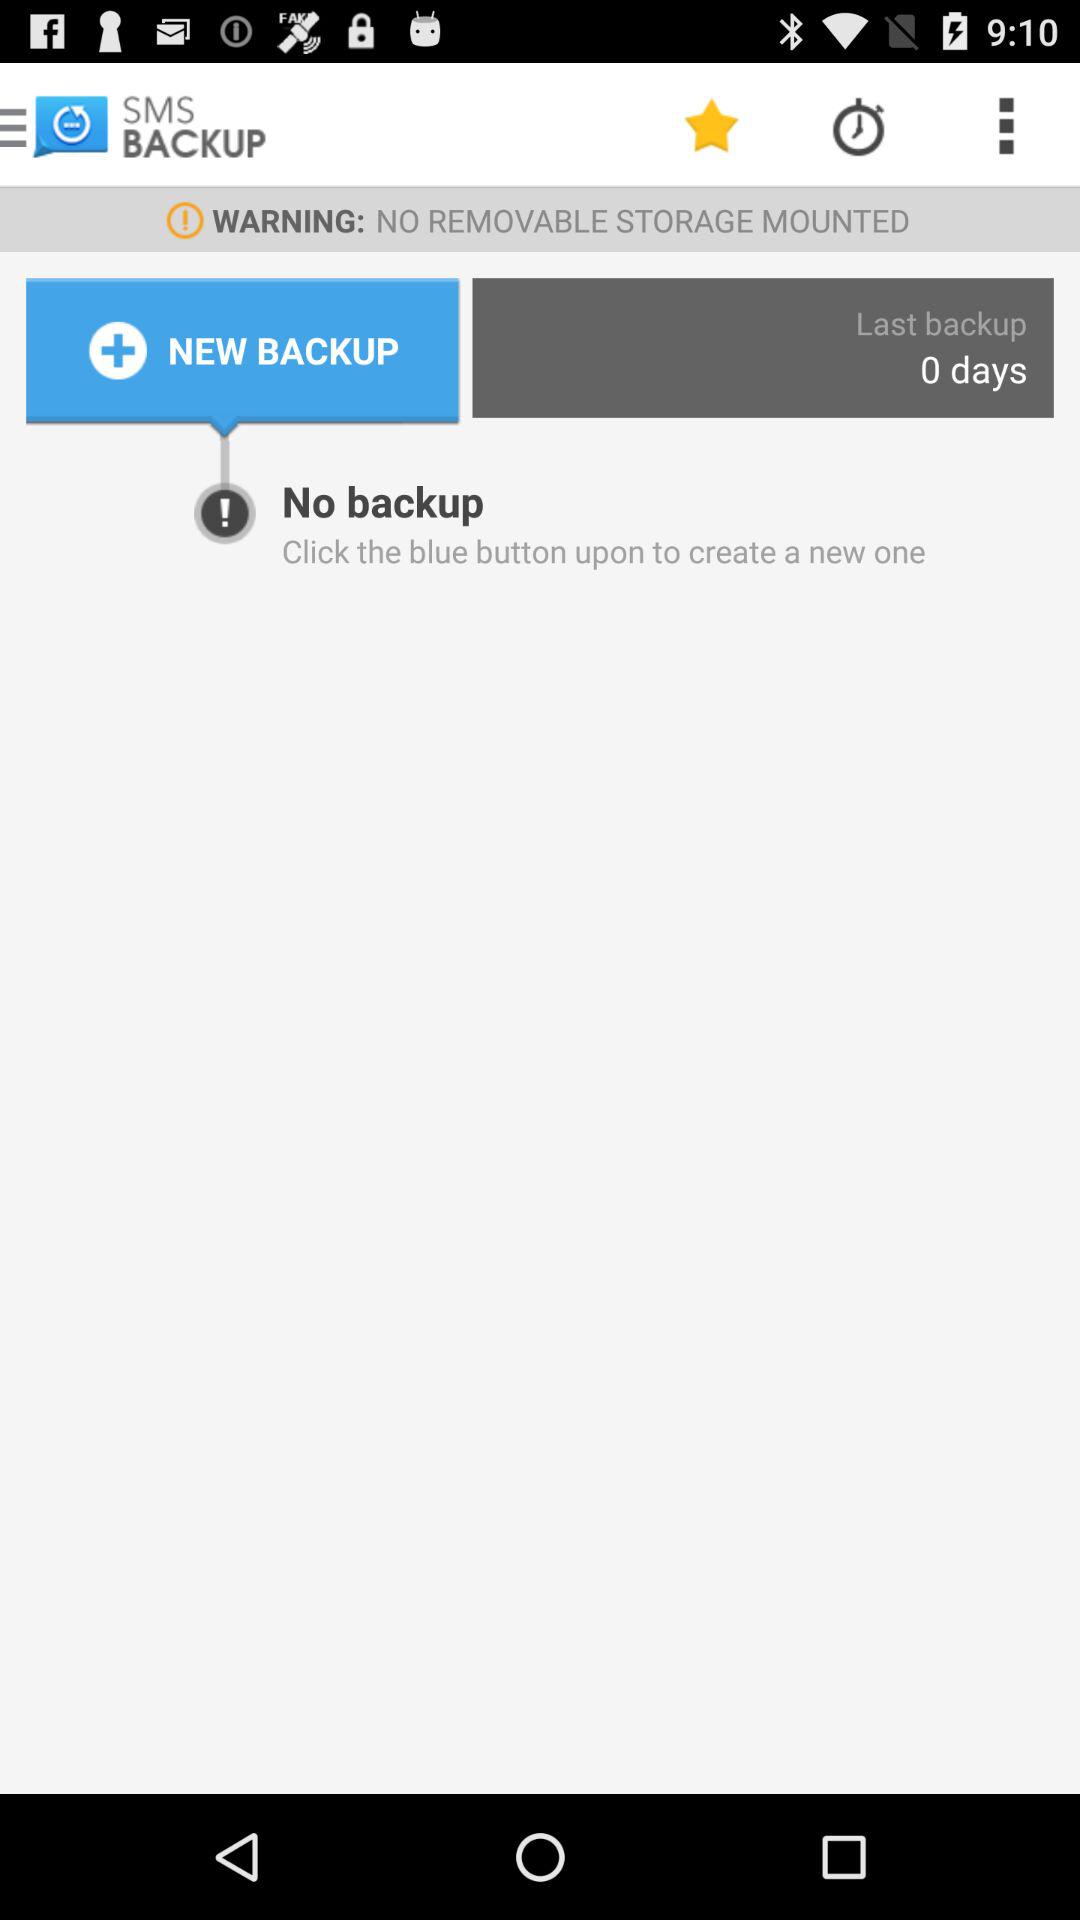 FAKE
9:10
SMS
BACKUP
WARNING: NO REMOVABLE STORAGE MOUNTED
NEW BACKUP
Last backup
0 days
No backup
Click the blue button upon to create a new one